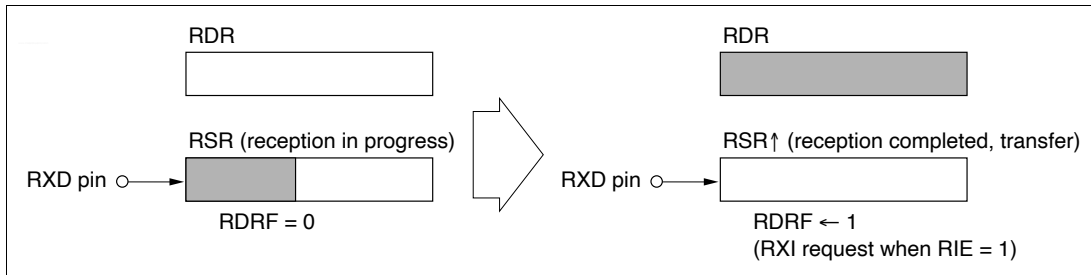 RDR
RSR (reception in progress)
RXD pin
RDRF = 0
RDR
RSR↑ (reception completed, transfer)
RXD pin
RDRF ← 1
(RXI request when RIE = 1)